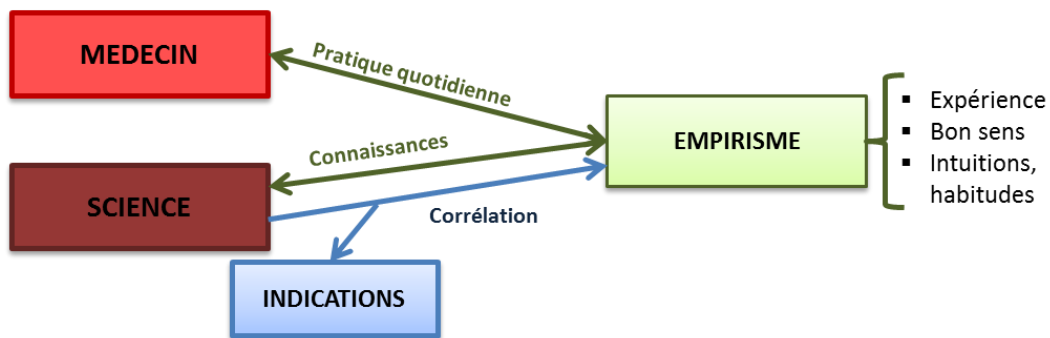 MEDECIN
Pratique quotidienne
Connaissances
SCIENCE
Corrélation
INDICATIONS
EMPIRISME
▪ Expérience
▪ Bon sens
▪ Intuitions,
habitudes